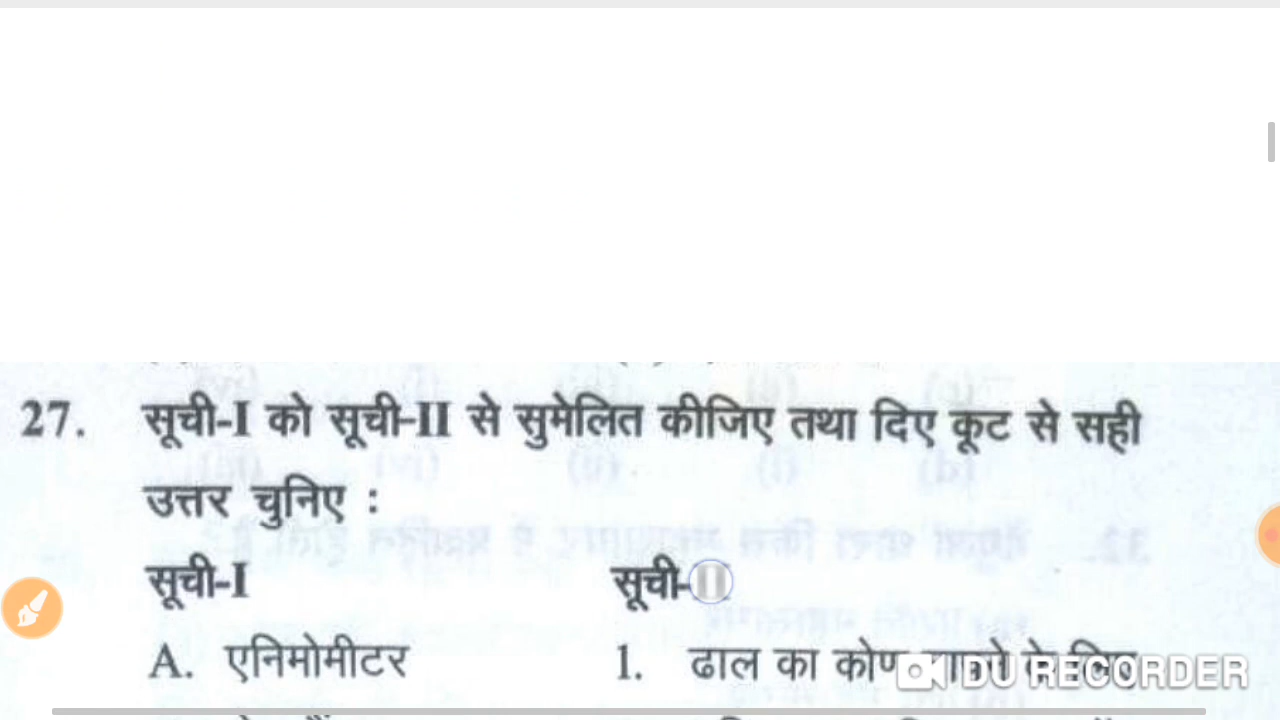 27. सूची-I को सूची-II से सुमेलित कीजिए तथा दिए कूट से सही
उत्तर चुनिए :
सूची-I सूची-II
A. एनिमोमीटर 1. ढाल का कोण के लिए
DU RECORDER